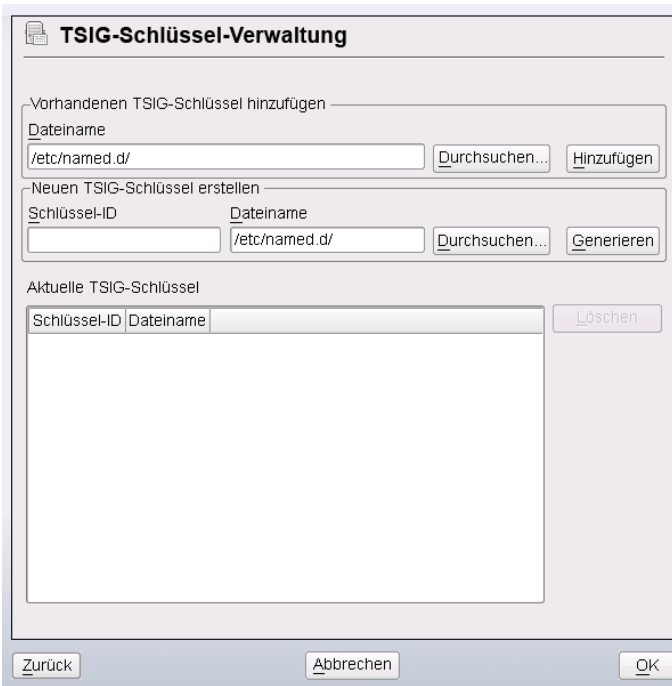 TSIG-Schlüssel-Verwaltung
Vorhandenen TSIG-Schlüssel hinzufügen
Dateiname
/etc/named.d/ Durchsuchen... Hinzufügen
Neuen TSIG-Schlüssel erstellen
Schlüssel-ID Dateiname
/etc/named.d/ Durchsuchen... Generieren
Aktuelle TSIG-Schlüssel
Schlüssel-ID Dateiname Löschen
Zurück Abbrechen OK